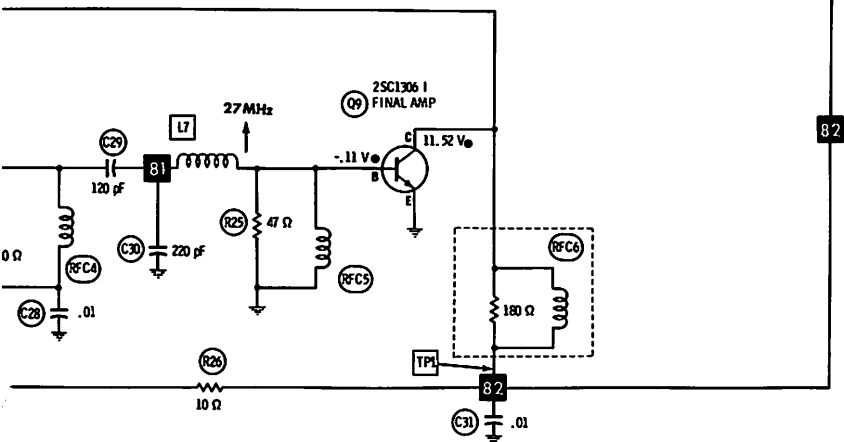 2SC1306 I
Q9 FINAL AMP
27MHz
L7
C
11.52 V
-.11 V
B
E
C29
81
120 pF
82
R25 47 Ω
C30 220 pF
RFC4
RFC5
RFC6
0 Ω
180 Ω
C28 .01
TP1
R26
82
10 Ω
C31 .01